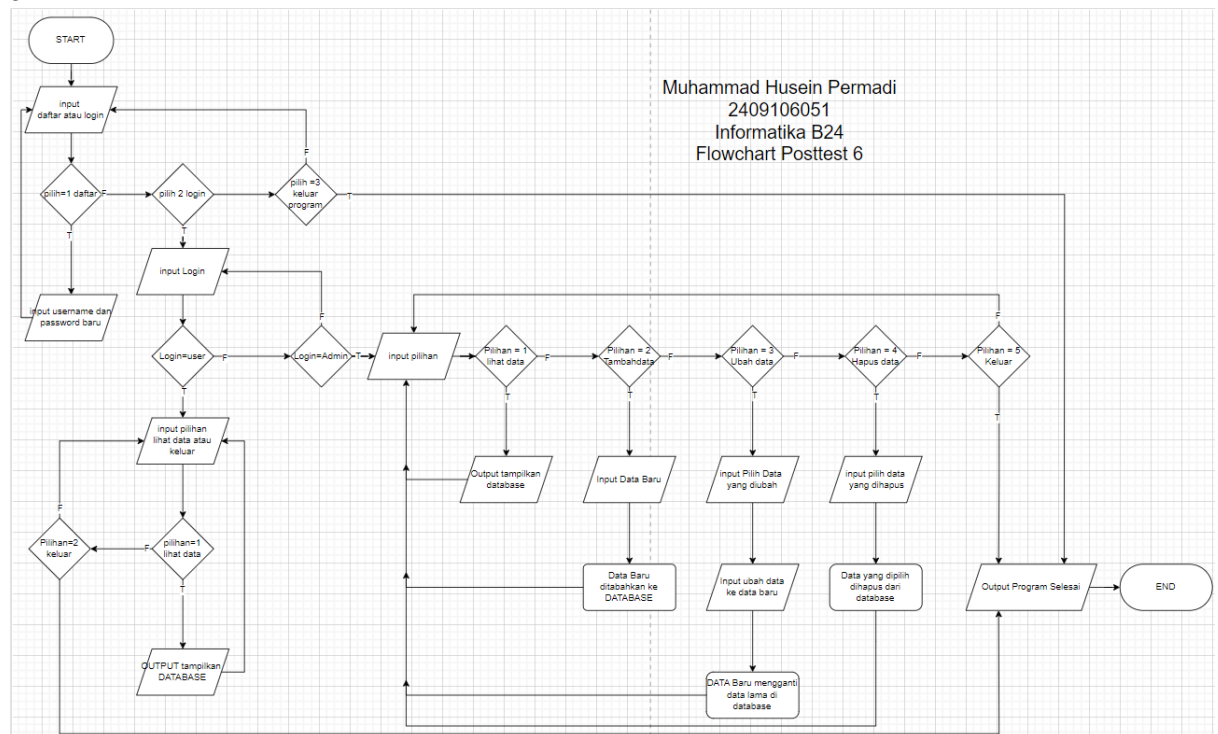 START
Muhammad Husein Permadi
2409106051
Informatika B24
Flowchart Posttest 6
input
daftar atau login
F
pilih=1 daftar
F
pilih 2 login
pilih =3
keluar
program
T
T
T
input Login
input username dan
password baru
F
F
Login=user
F
Login=Admin
T
input pilihan
Pilihan = 1
lihat data
F
Pilihan = 2
Tambahdata
F
Pilihan = 3
Ubah data
F
Pilihan = 4
Hapus data
F
Pilihan = 5
Keluar
T
T
T
T
T
T
input pilihan
lihat data atau
keluar
Output tampilkan
database
Input Data Baru
input Pilih Data
yang diubah
input pilih data
yang dihapus
F
Pilihan=2
keluar
F
pilihan=1
lihat data
T
Data Baru
ditabahkan ke
DATABASE
Input ubah data
ke data baru
Data yang dipilih
dihapus dari
database
Output Program Selesai
END
OUTPUT tampilkan
DATABASE
DATA Baru mengganti
data lama di
database